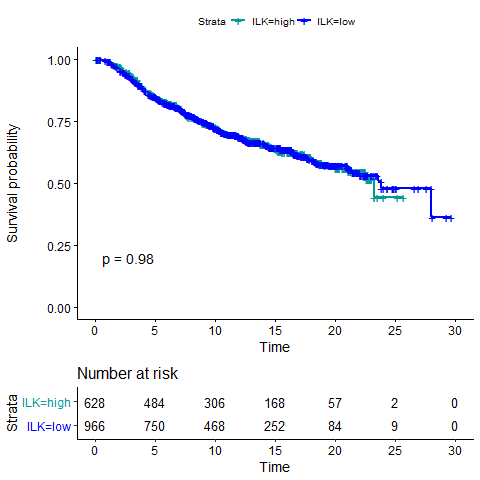 Strata ILK=high ILK=low
Survival probability
1.00
0.75
0.50
0.25
0.00
p = 0.98
0 5 10 15 20 25 30
Time
Number at risk
Strata
ILK=high 628 484 306 168 57 2 0
ILK=low 966 750 468 252 84 9 0
0 5 10 15 20 25 30
Time